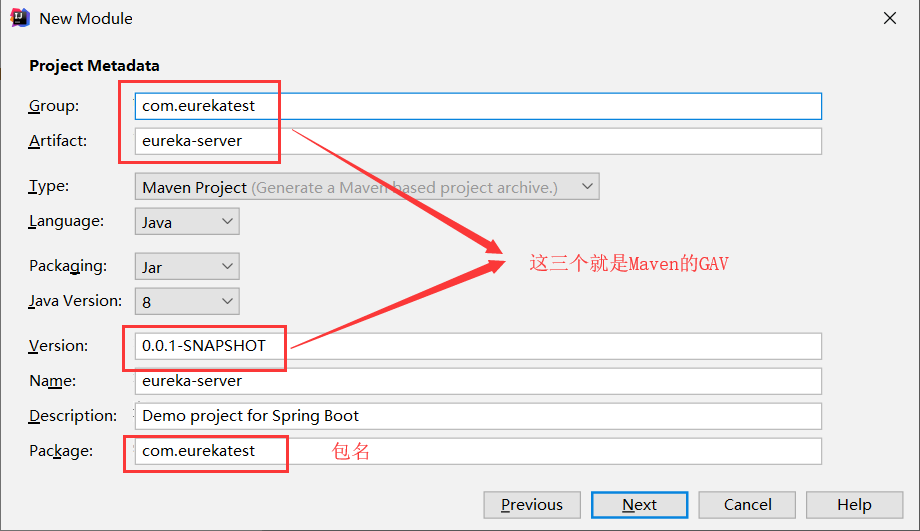 New Module
Project Metadata
Group: com.eurekatest
Artifact: eureka-server
Type: Maven Project (Generate a Maven based project archive.)
Language: Java
Packaging: Jar
这三个就是Maven的GAV
Java Version: 8
Version: 0.0.1-SNAPSHOT
Name: eureka-server
Description: Demo project for Spring Boot
Package: com.eurekatest 包名
Previous Next Cancel Help